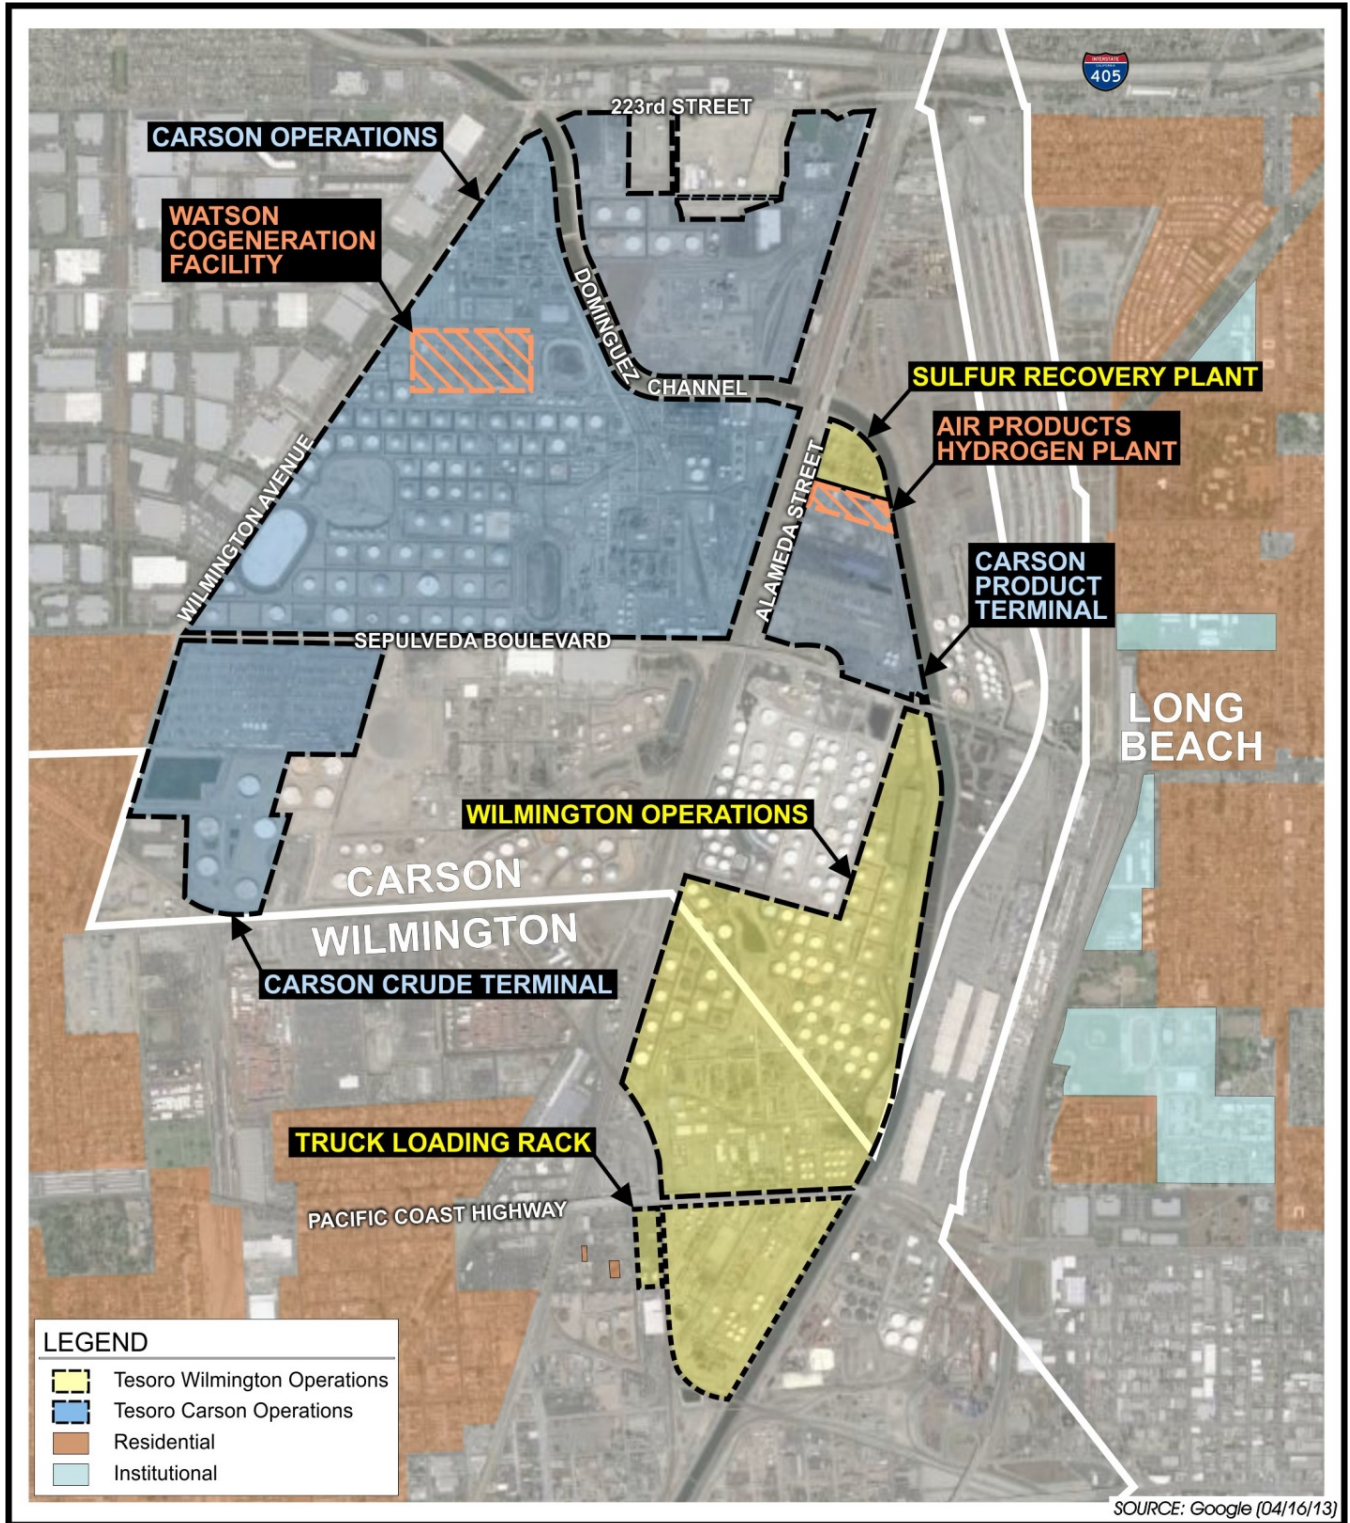 INTERSTATE
CALIFORNIA
405
223rd STREET
CARSON OPERATIONS
WATSON
COGENERATION
FACILITY
DOMINGUEZ
CHANNEL
SULFUR RECOVERY PLANT
AIR PRODUCTS
HYDROGEN PLANT
WILMINGTON AVENUE
ALAMEDA STREET
CARSON
PRODUCT
TERMINAL
SEPULVEDA BOULEVARD
LONG
BEACH
WILMINGTON OPERATIONS
CARSON
WILMINGTON
CARSON CRUDE TERMINAL
TRUCK LOADING RACK
PACIFIC COAST HIGHWAY
LEGEND
Tesoro Wilmington Operations
Tesoro Carson Operations
Residential
Institutional
SOURCE: Google (04/16/13)